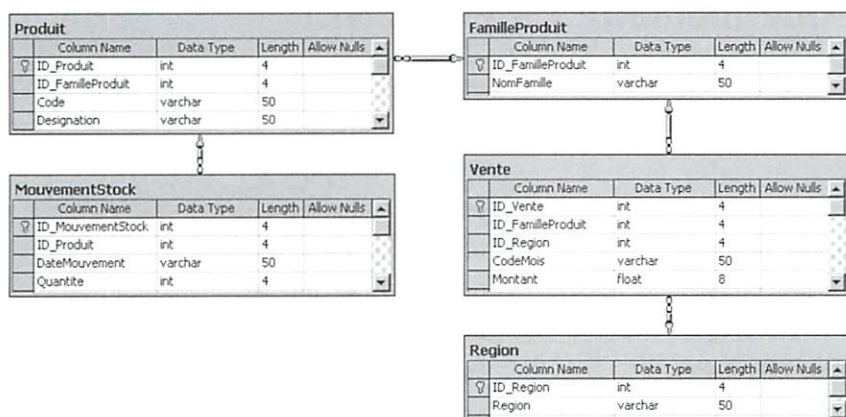 Produit
Column Name Data Type Length Allow Nulls
ID_Produit int 4
ID_FamilleProduit int 4
Code varchar 50
Designation varchar 50
FamilleProduit
Column Name Data Type Length Allow Nulls
ID_FamilleProduit int 4
NomFamille varchar 50
MouvementStock
Column Name Data Type Length Allow Nulls
ID_MouvementStock int 4
ID_Produit int 4
DateMouvement varchar 50
Quantite int 4
Vente
Column Name Data Type Length Allow Nulls
ID_Vente int 4
ID_FamilleProduit int 4
ID_Region int 4
CodeMois varchar 50
Montant float 8
Region
Column Name Data Type Length Allow Nulls
ID_Region int 4
Region varchar 50